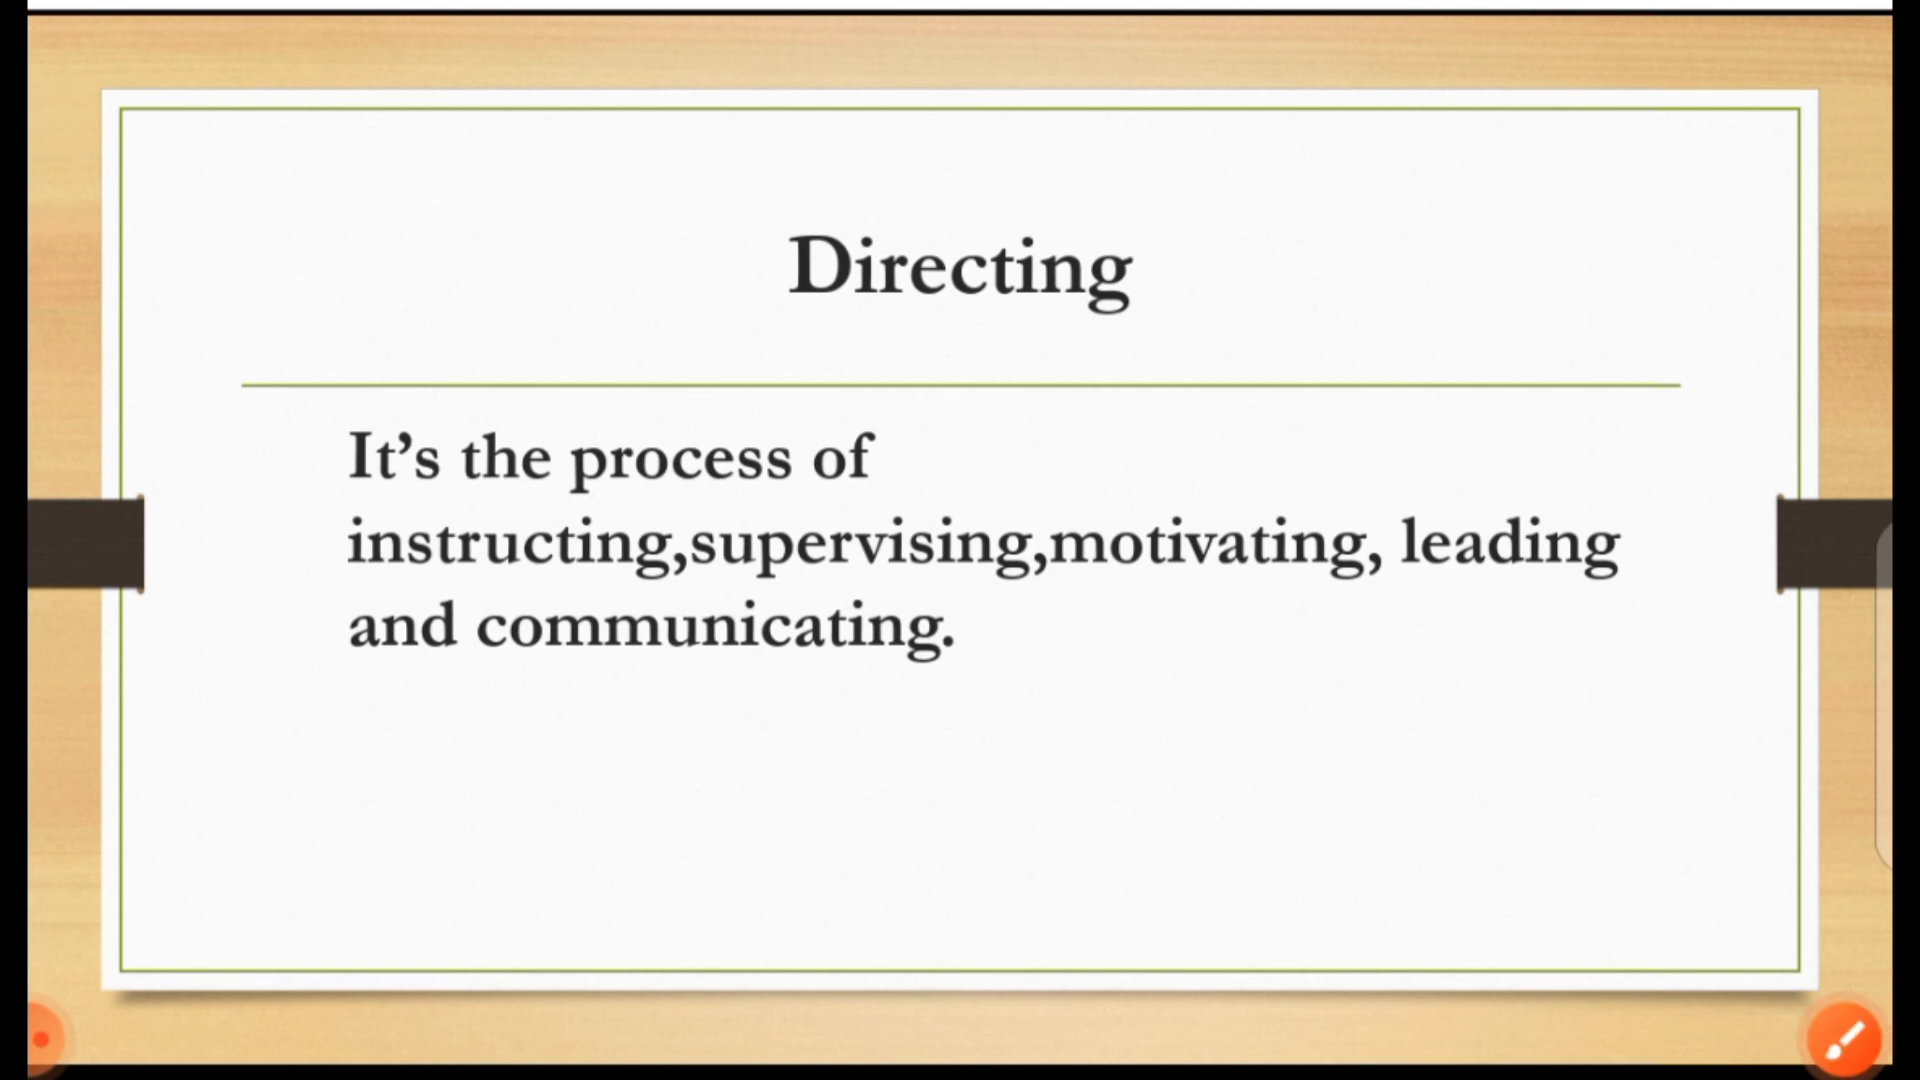 Directing
It’s the process of
instructing,supervising,motivating, leading
and communicating.